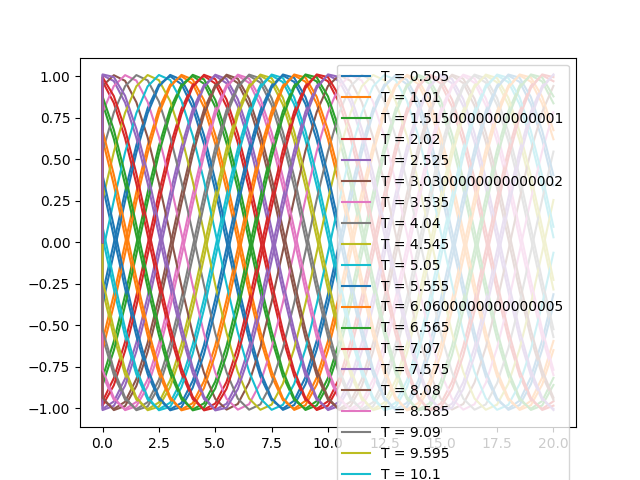 1.00
0.75
0.50
0.25
0.00
−0.25
−0.50
−0.75
−1.00
0.0 2.5 5.0 7.5 10.0 12.5 15.0 17.5 20.0
T = 0.505
T = 1.01
T = 1.5150000000000001
T = 2.02
T = 2.525
T = 3.0300000000000002
T = 3.535
T = 4.04
T = 4.545
T = 5.05
T = 5.555
T = 6.0600000000000005
T = 6.565
T = 7.07
T = 7.575
T = 8.08
T = 8.585
T = 9.09
T = 9.595
T = 10.1